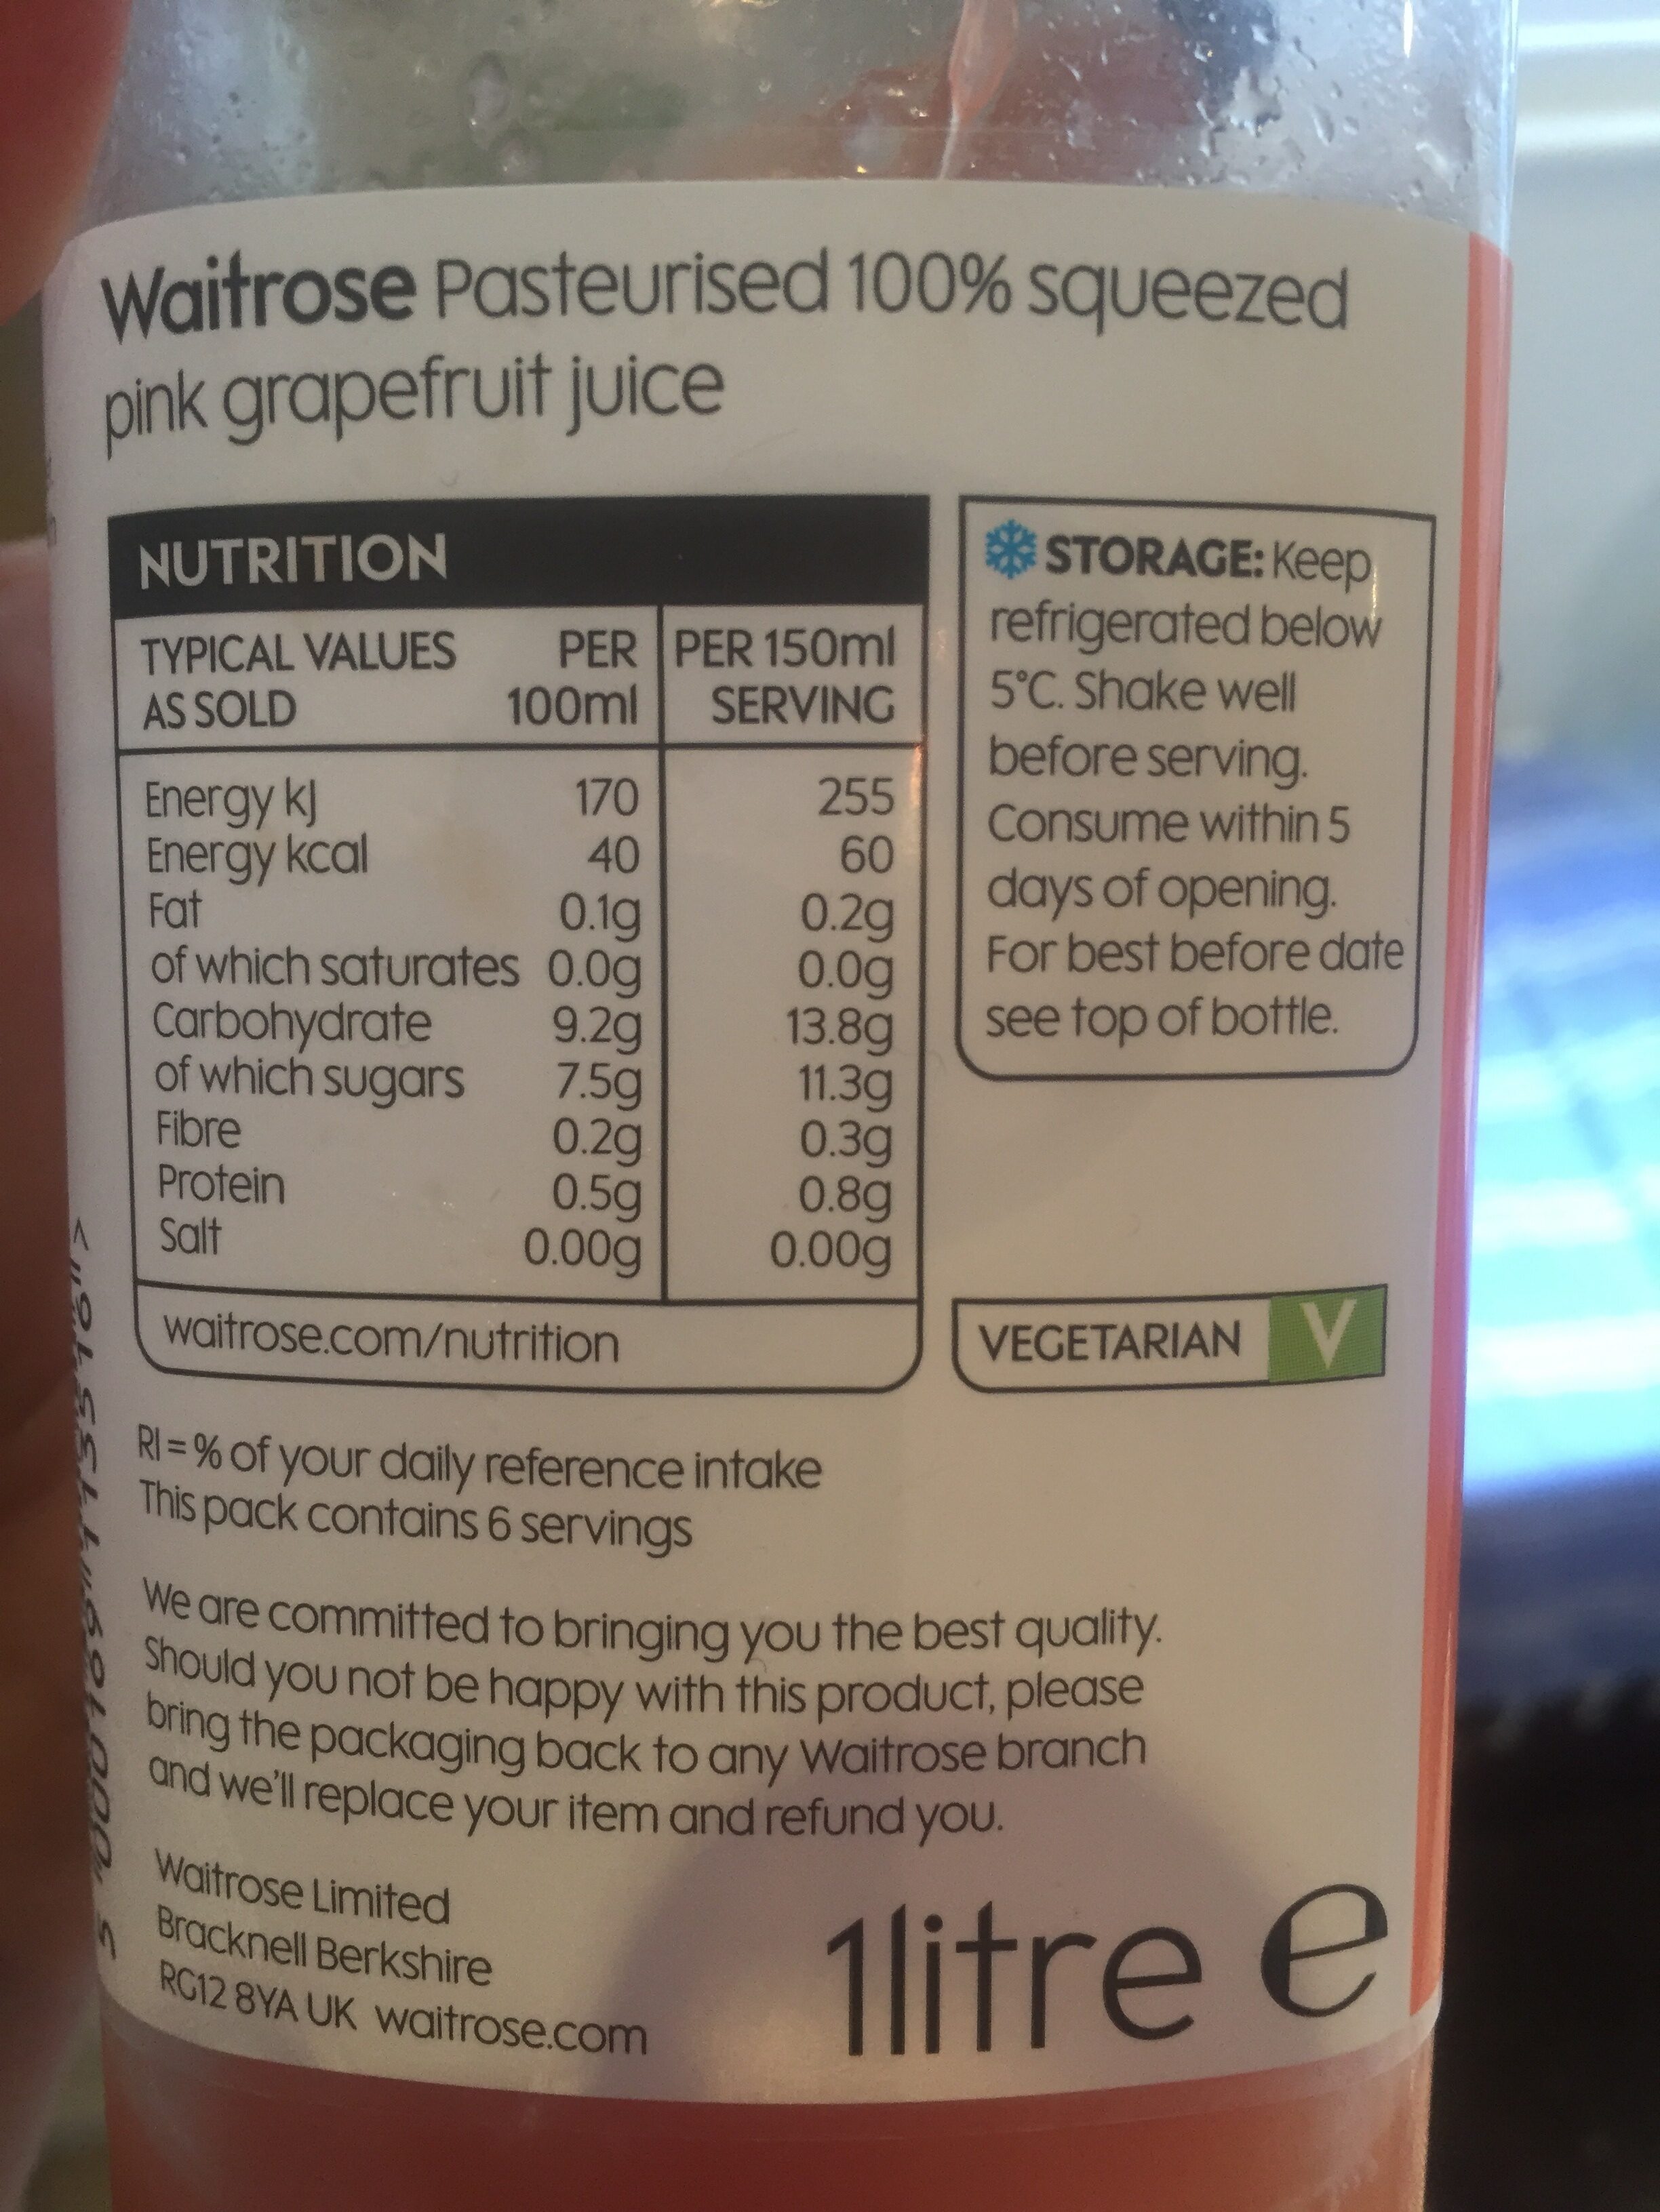 Waitrose Pasteurised 100% squeezed
pink grapefruit juice
NUTRITION
TYPICAL VALUES AS SOLD PER 100ml PER 150ml SERVING
Energy kJ 170 255
Energy kcal 40 60
Fat 0.1g 0.2g
of which saturates 0.0g 0.0g
Carbohydrate 9.2g 13.8g
of which sugars 7.5g 11.3g
Fibre 0.2g 0.3g
Protein 0.5g 0.8g
Salt 0.00g 0.00g
waitrose.com/nutrition
STORAGE: Keep
refrigerated below
5°C. Shake well
before serving.
Consume within 5
days of opening.
For best before date
see top of bottle.
VEGETARIAN V
RI = % of your daily reference intake
This pack contains 6 servings
We are committed to bringing you the best quality.
Should you not be happy with this product, please
bring the packaging back to any Waitrose branch
and we'll replace your item and refund you.
Waitrose Limited
Bracknell Berkshire
RG12 8YA UK waitrose.com
1litre e